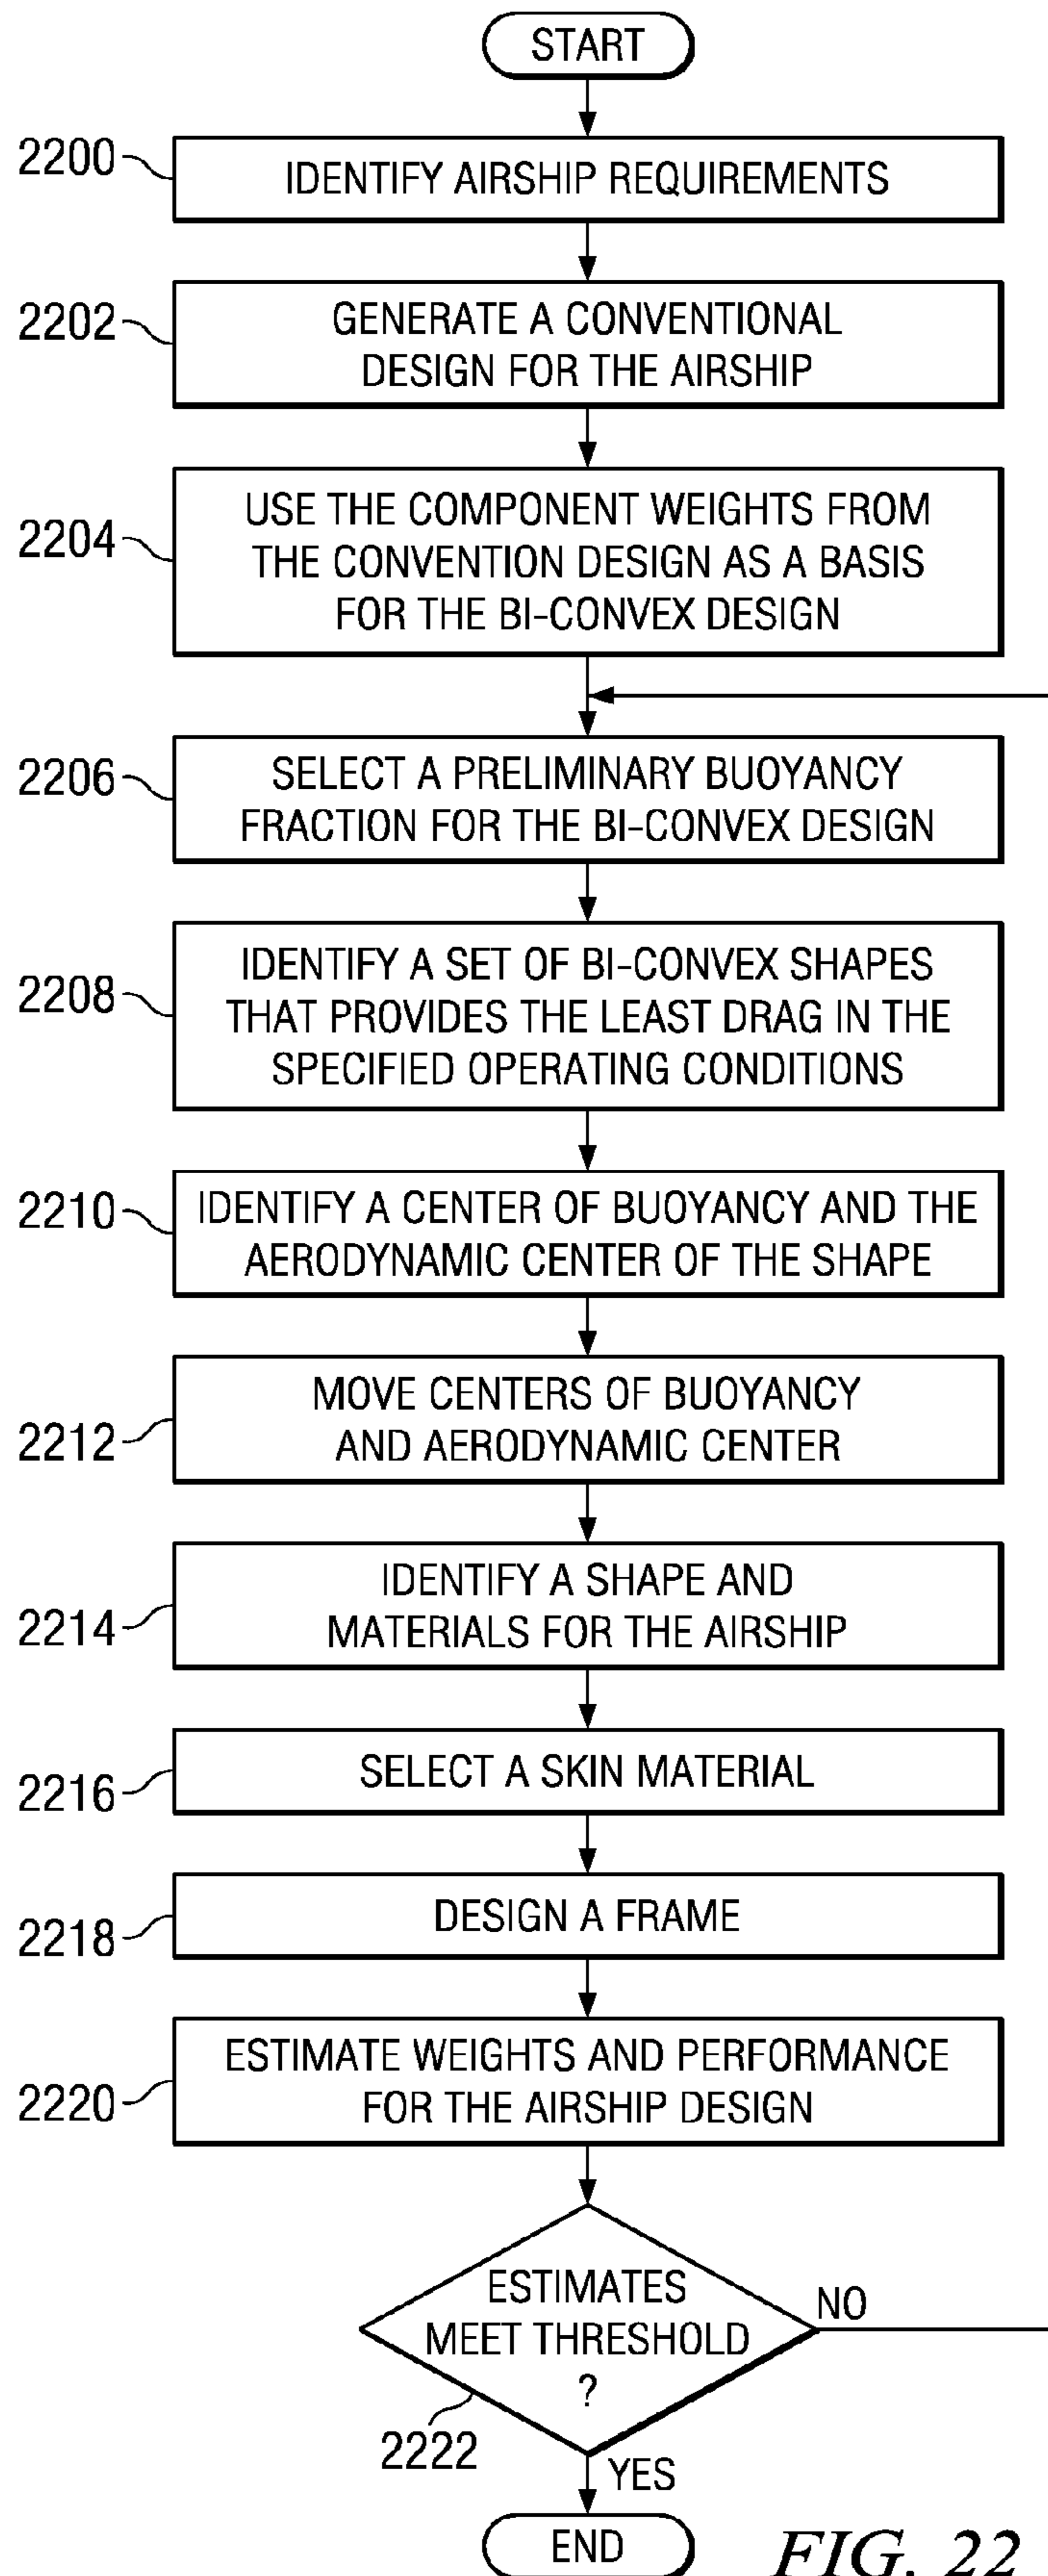 START
2200
IDENTIFY AIRSHIP REQUIREMENTS
2202
GENERATE A CONVENTIONAL
DESIGN FOR THE AIRSHIP
2204
USE THE COMPONENT WEIGHTS FROM
THE CONVENTION DESIGN AS A BASIS
FOR THE BI-CONVEX DESIGN
2206
SELECT A PRELIMINARY BUOYANCY
FRACTION FOR THE BI-CONVEX DESIGN
2208
IDENTIFY A SET OF BI-CONVEX SHAPES
THAT PROVIDES THE LEAST DRAG IN THE
SPECIFIED OPERATING CONDITIONS
2210
IDENTIFY A CENTER OF BUOYANCY AND THE
AERODYNAMIC CENTER OF THE SHAPE
2212
MOVE CENTERS OF BUOYANCY
AND AERODYNAMIC CENTER
2214
IDENTIFY A SHAPE AND
MATERIALS FOR THE AIRSHIP
2216
SELECT A SKIN MATERIAL
2218
DESIGN A FRAME
2220
ESTIMATE WEIGHTS AND PERFORMANCE
FOR THE AIRSHIP DESIGN
ESTIMATES
MEET THRESHOLD
?
NO
2222
YES
END
FIG. 22